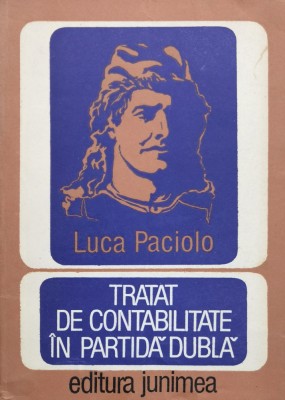 Luca Paciolo
TRATAT
DE CONTABILITATE
ÎN PARTIDĂ DUBLĂ
editura junimea